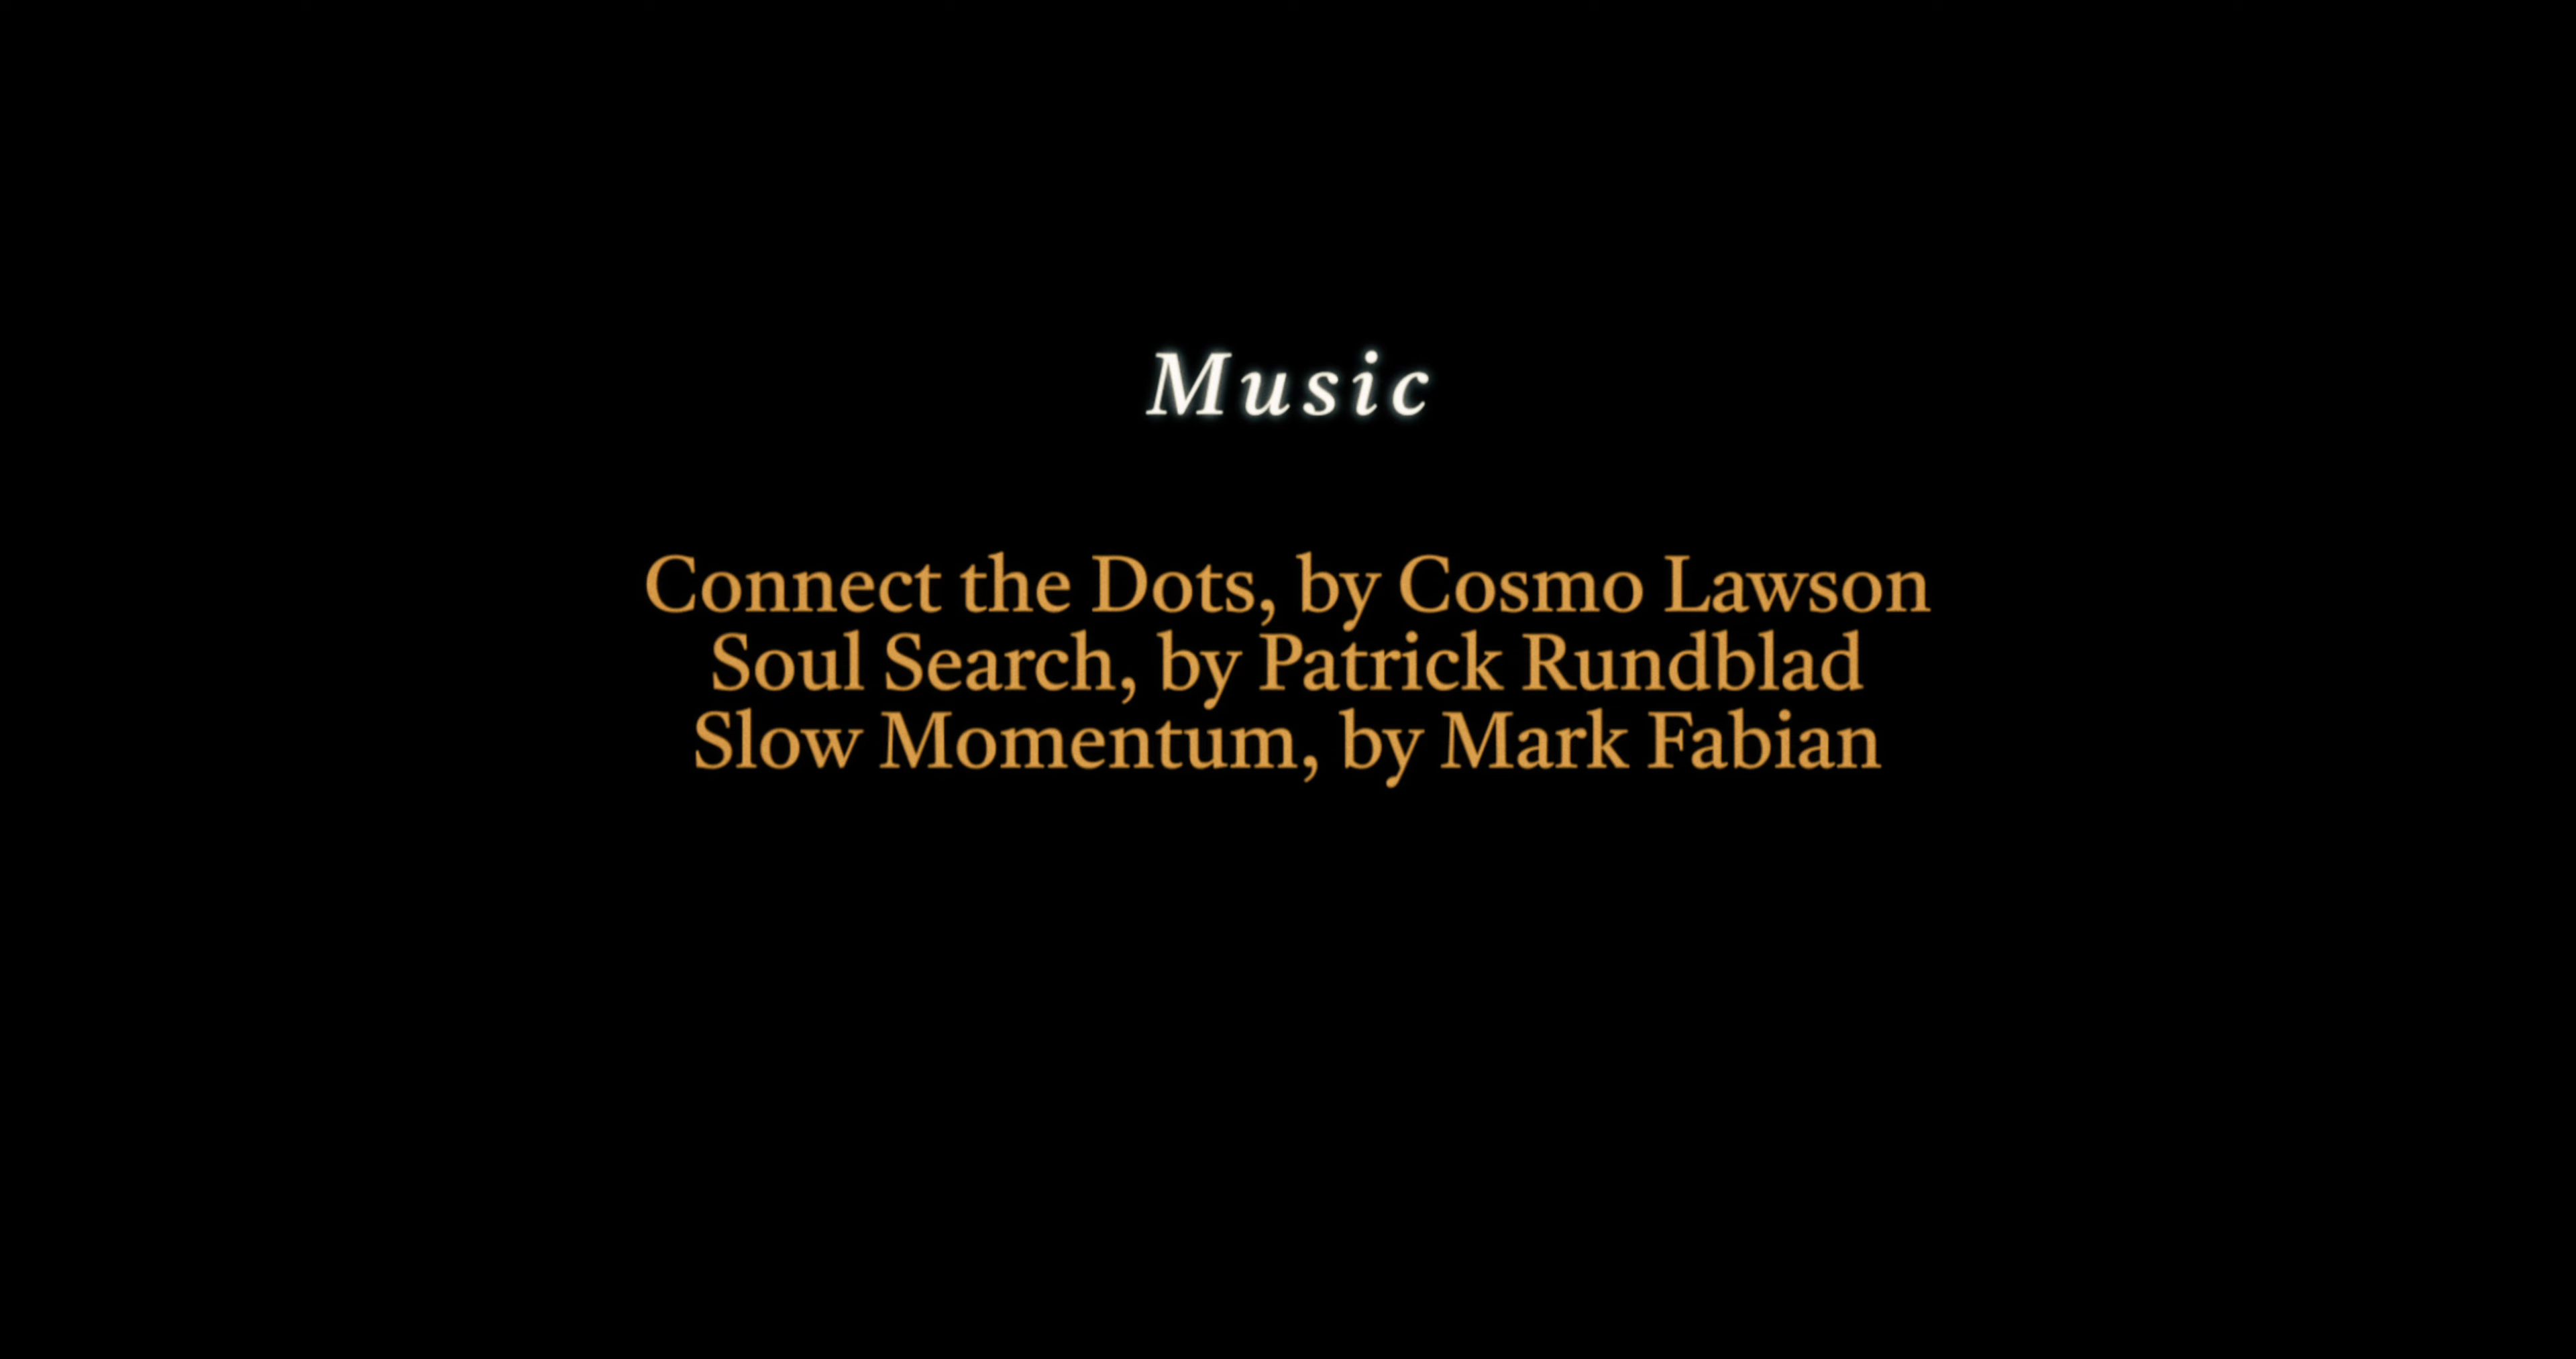 Music
Connect the Dots, by Cosmo Lawson
Soul Search, by Patrick Rundblad
Slow Momentum, by Mark Fabian